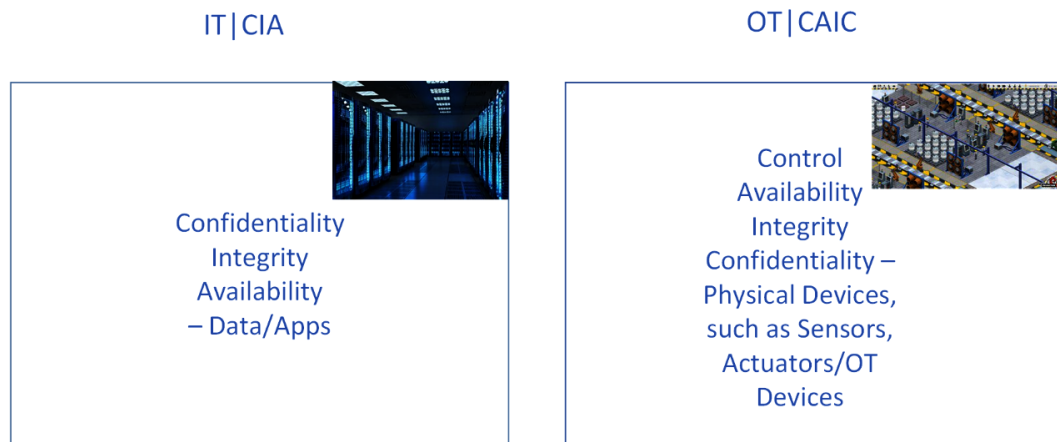 IT|CIA
Confidentiality
Integrity
Availability
– Data/Apps
OT|CAIC
Control
Availability
Integrity
Confidentiality –
Physical Devices,
such as Sensors,
Actuators/OT
Devices